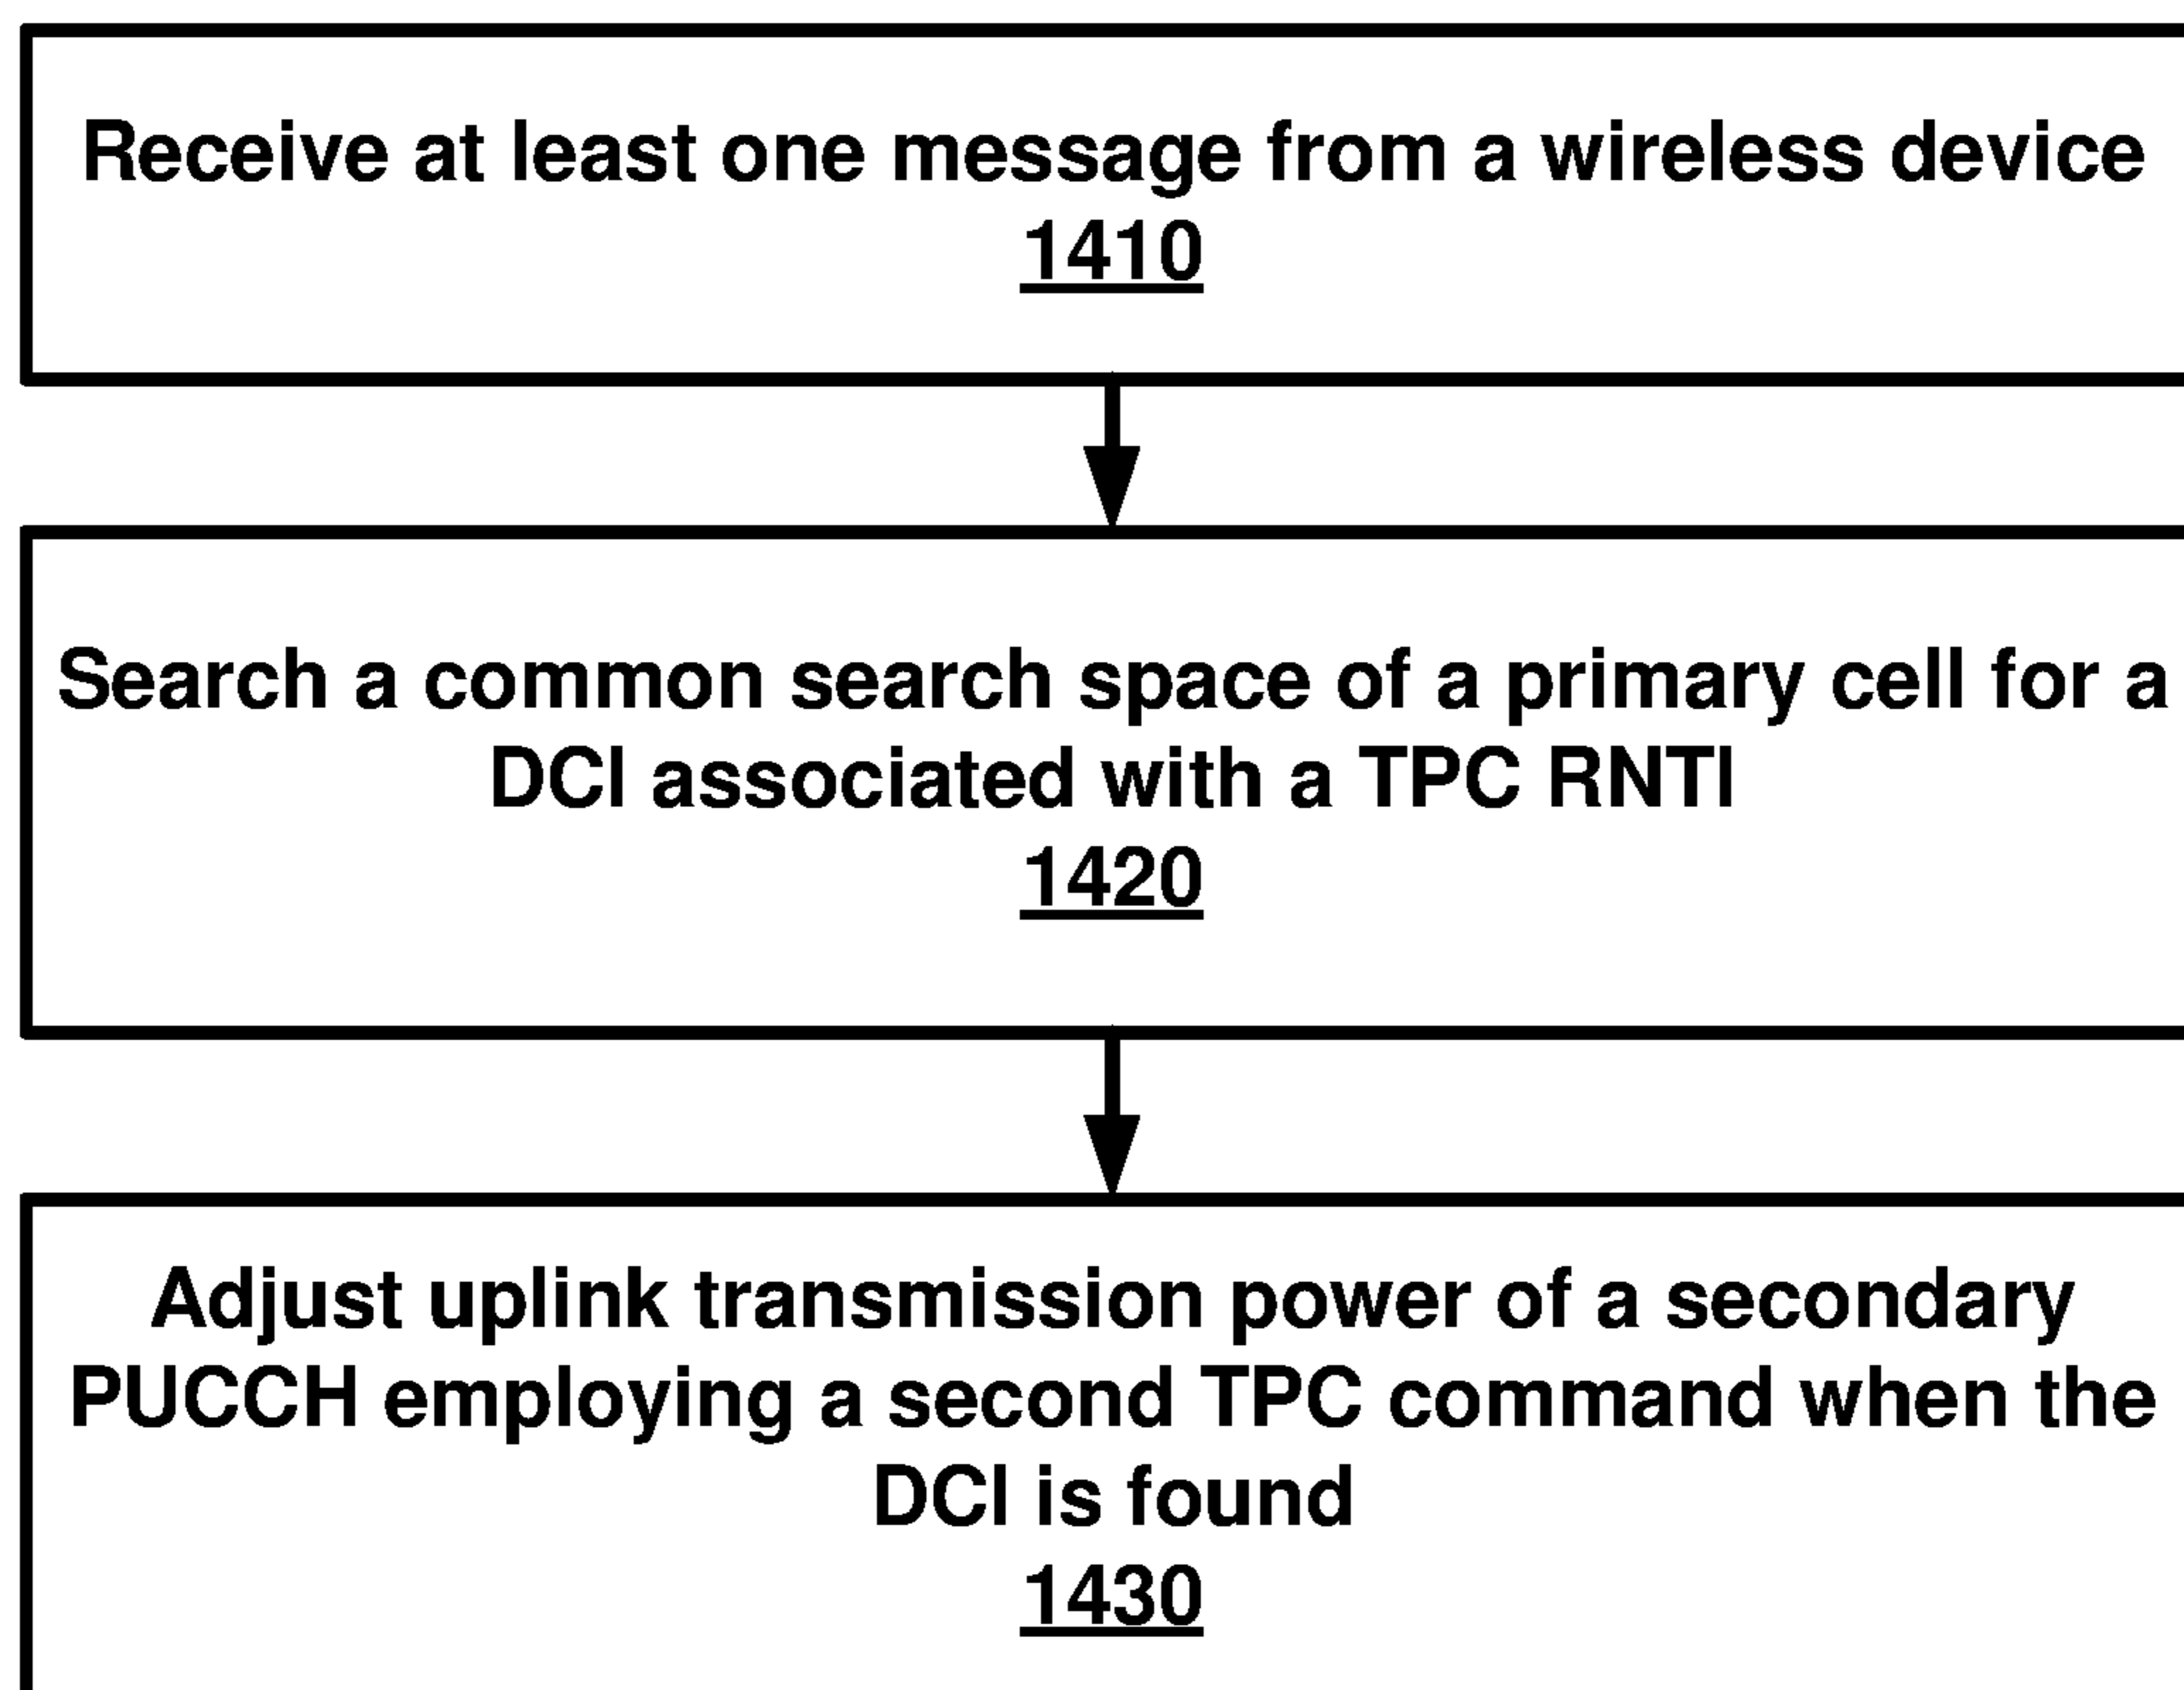 Receive at least one message from a wireless device
1410
Search a common search space of a primary cell for a
DCI associated with a TPC RNTI
1420
Adjust uplink transmission power of a secondary
PUCCH employing a second TPC command when the
DCI is found
1430